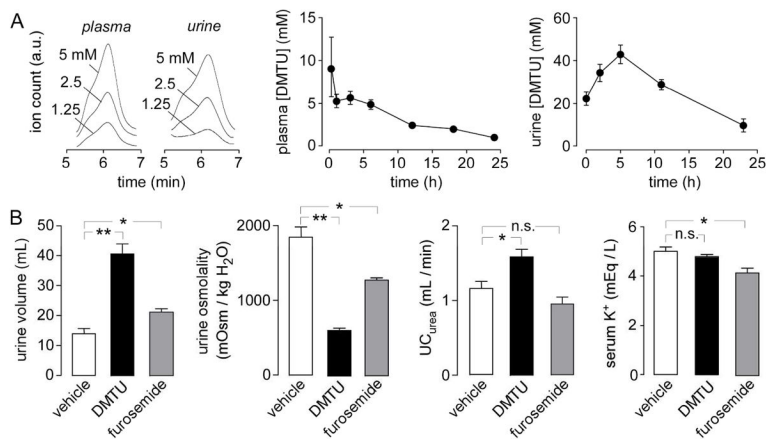 A
plasma
urine
5 mM
2.5
1.25
5 mM
2.5
1.25
ion count (a.u.)
5 6 7
5 6 7
time (min)
plasma [DMTU] (mM)
15
10
5
0
0 5 10 15 20 25
time (h)
urine [DMTU] (mM)
60
40
20
0
0 5 10 15 20 25
time (h)
B
urine volume (mL)
50
40
30
20
10
0
*
**
vehicle
DMTU
furosemide
urine osmolality
(mOsm / kg H₂O)
2000
1000
0
*
**
vehicle
DMTU
furosemide
UCurea (mL / min)
2
1
0
n.s.
*
vehicle
DMTU
furosemide
serum K⁺ (mEq / L)
6
4
2
0
*
n.s.
vehicle
DMTU
furosemide